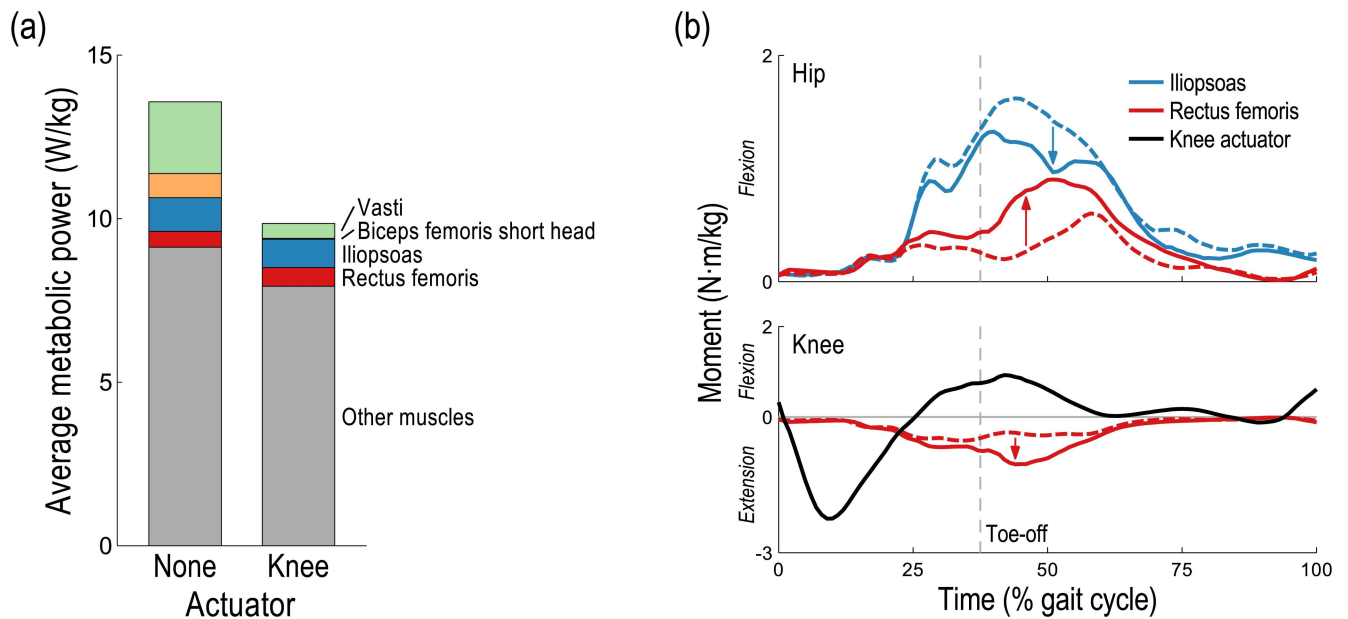 (a)
Average metabolic power (W/kg)
15
10
5
0
Vasti
Biceps femoris short head
Iliopsoas
Rectus femoris
Other muscles
None
Knee
Actuator
(b)
Moment (N·m/kg)
2
Hip
Flexion
0
Iliopsoas
Rectus femoris
Knee actuator
2
Knee
Flexion
0
Extension
-3
Toe-off
0
25
50
75
100
Time (% gait cycle)